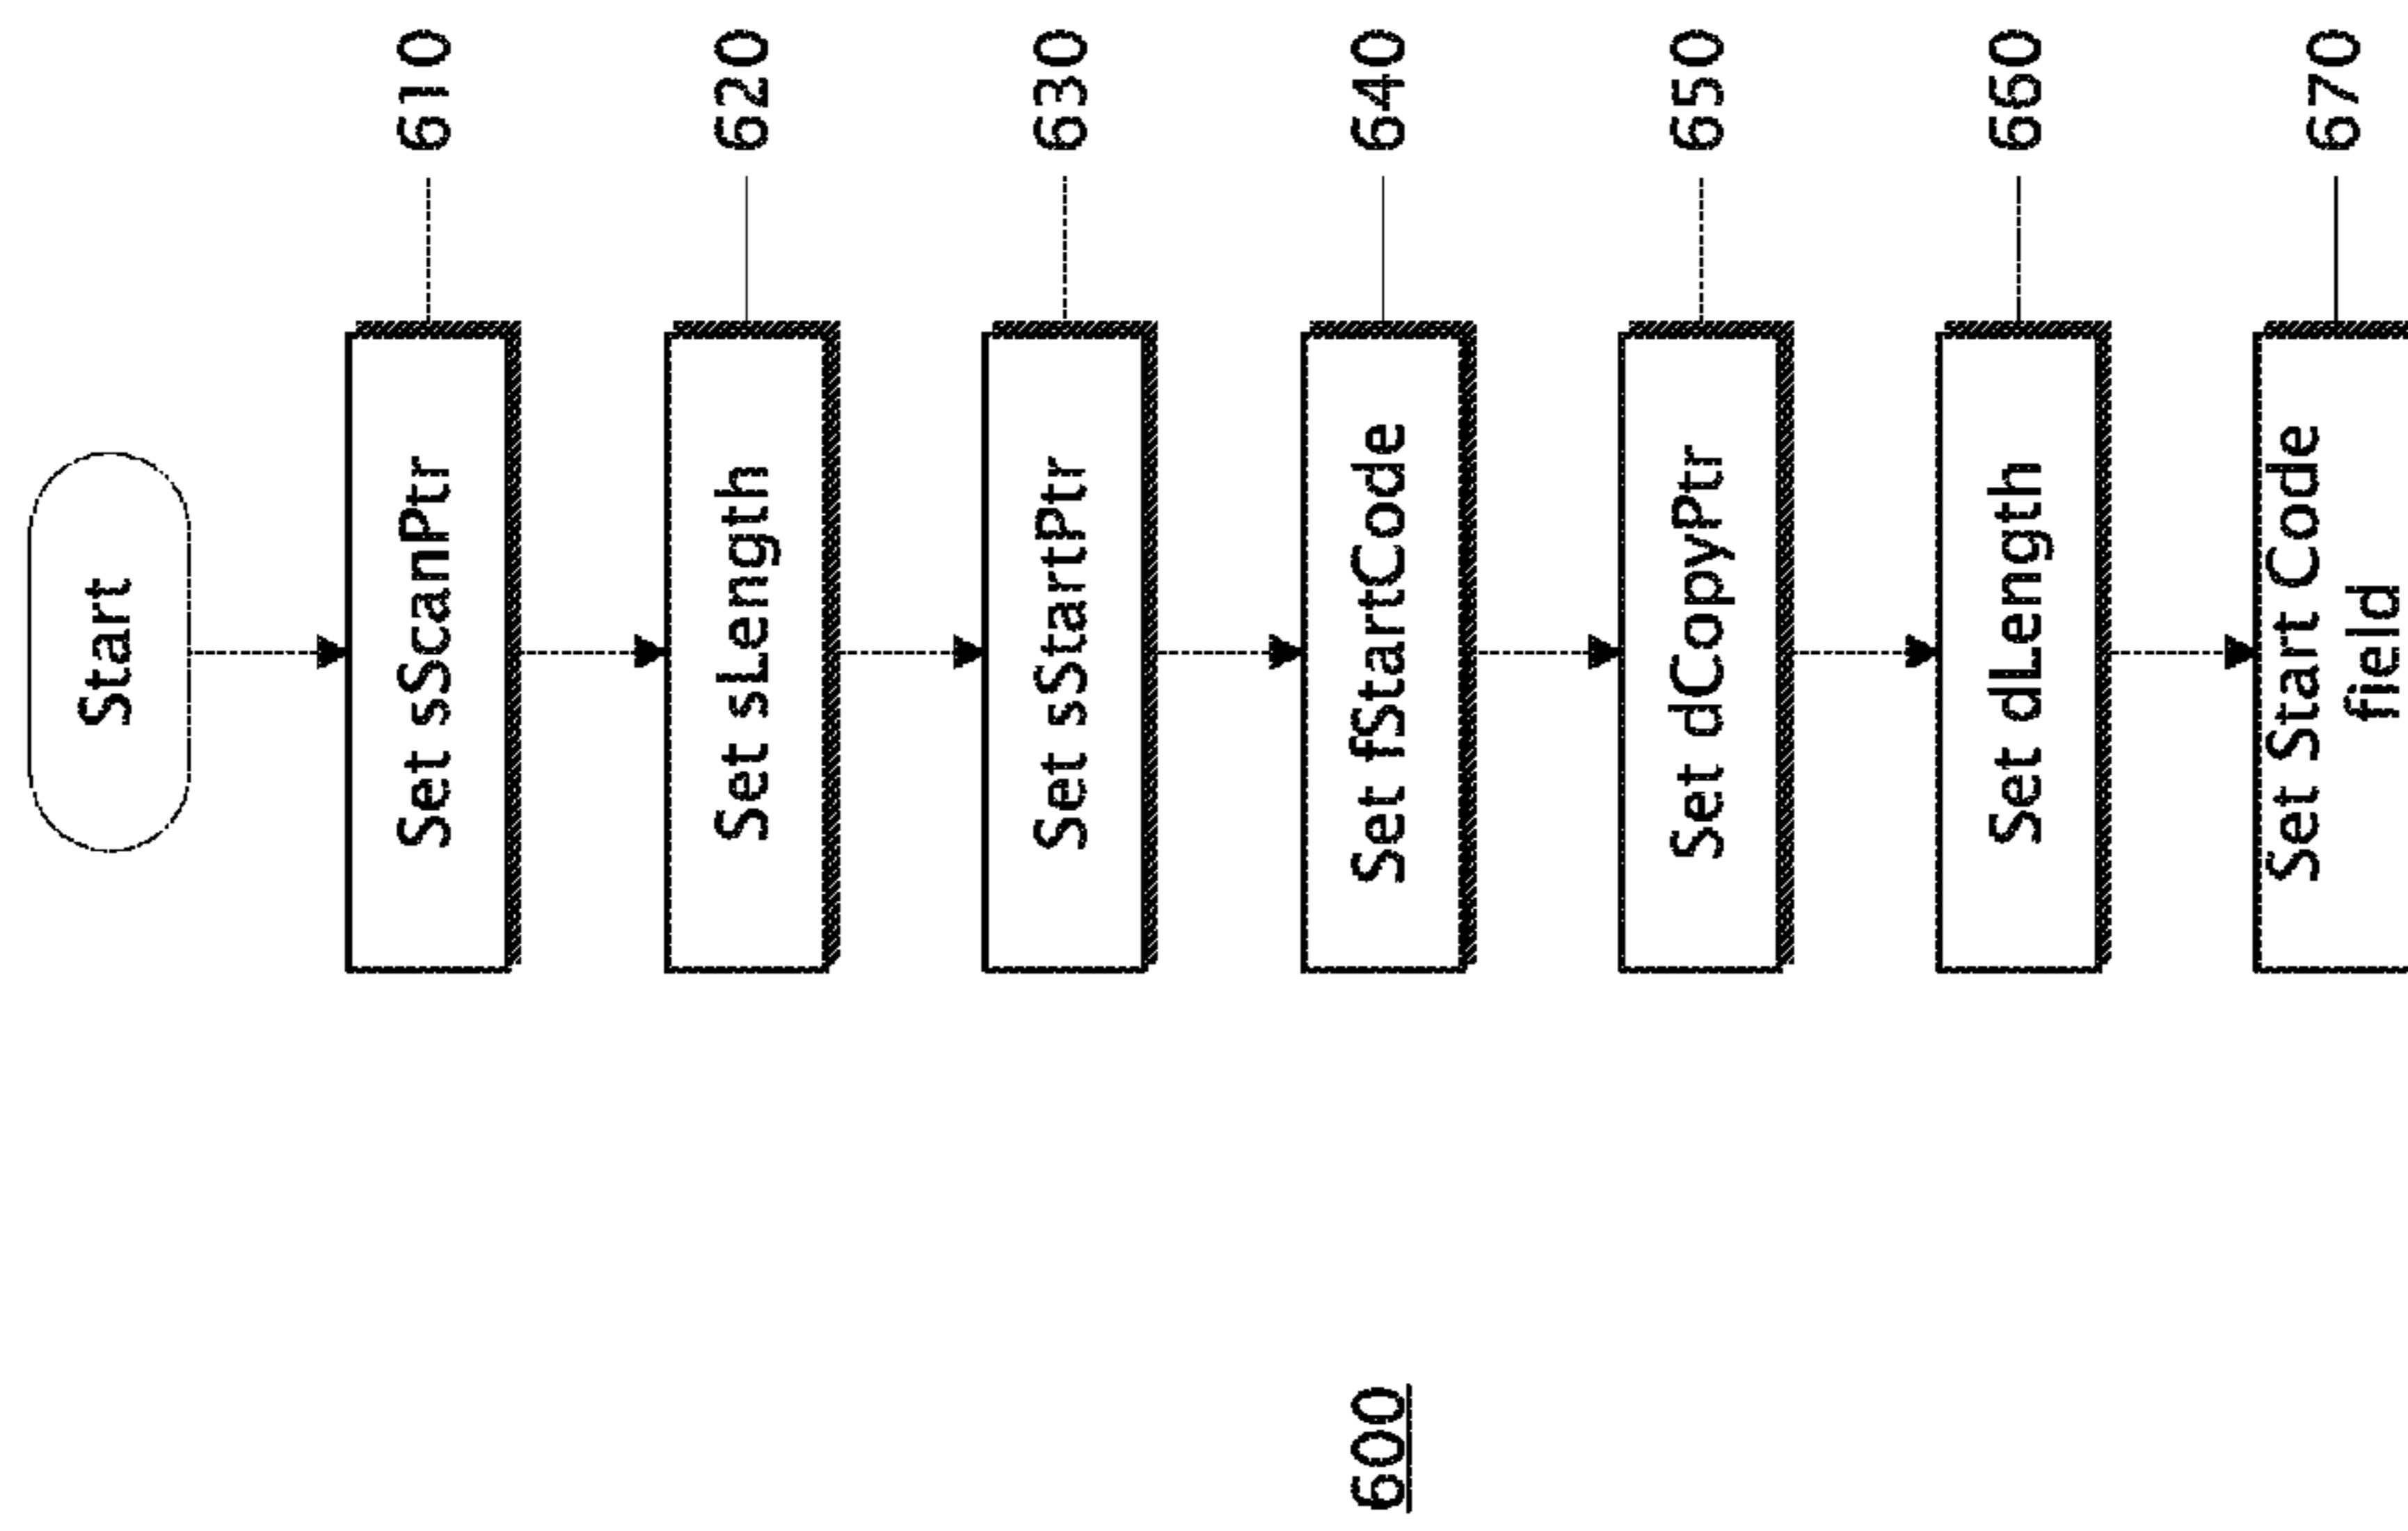 Start
Set sScanPtr
610
Set sLength
620
Set sStartPtr
630
Set fStartCode
640
Set dCopyPtr
650
Set dLength
660
Set Start Code
field
670
600